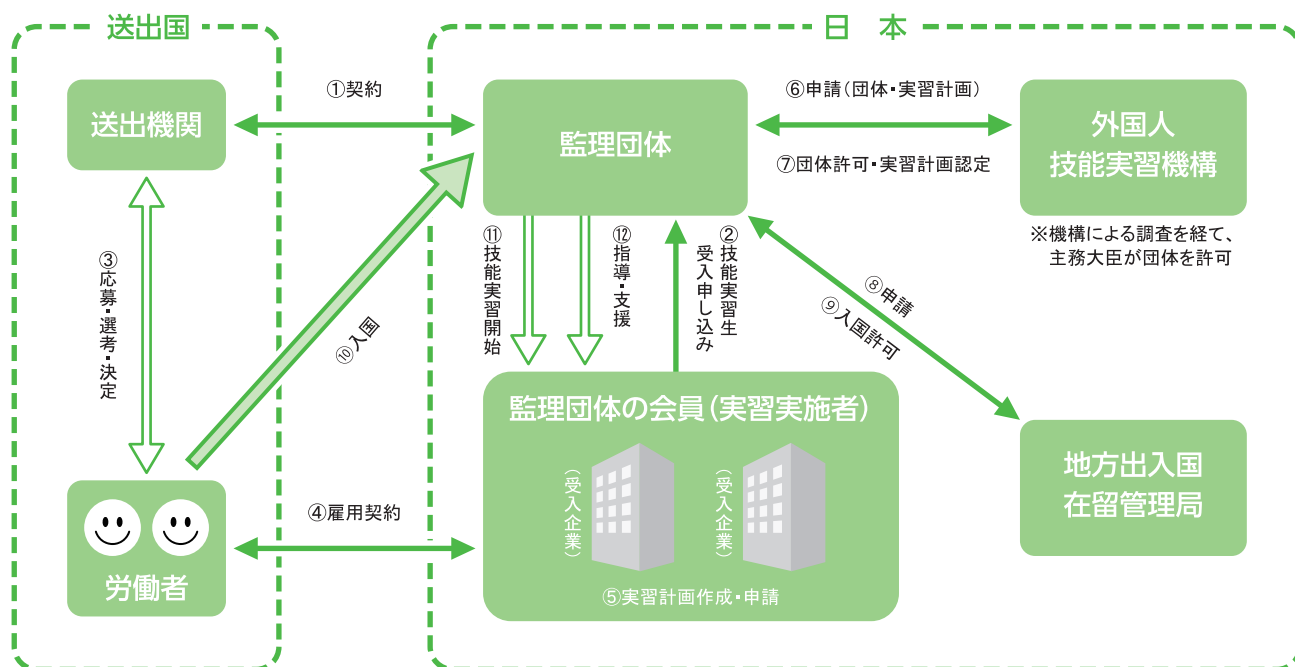 送出国
日 本
送出機関
①契約
監理団体
⑥申請(団体・実習計画)
⑦団体許可・実習計画認定
外国人
技能実習機構
※機構による調査を経て、
主務大臣が団体を許可
③応募・選考・決定
⑩入国
⑪技能実習開始
⑫指導・支援
②技能実習生
受入申し込み
⑧申請
⑨入国許可
監理団体の会員(実習実施者)
(受入企業)
(受入企業)
⑤実習計画作成・申請
地方出入国
在留管理局
④雇用契約
労働者